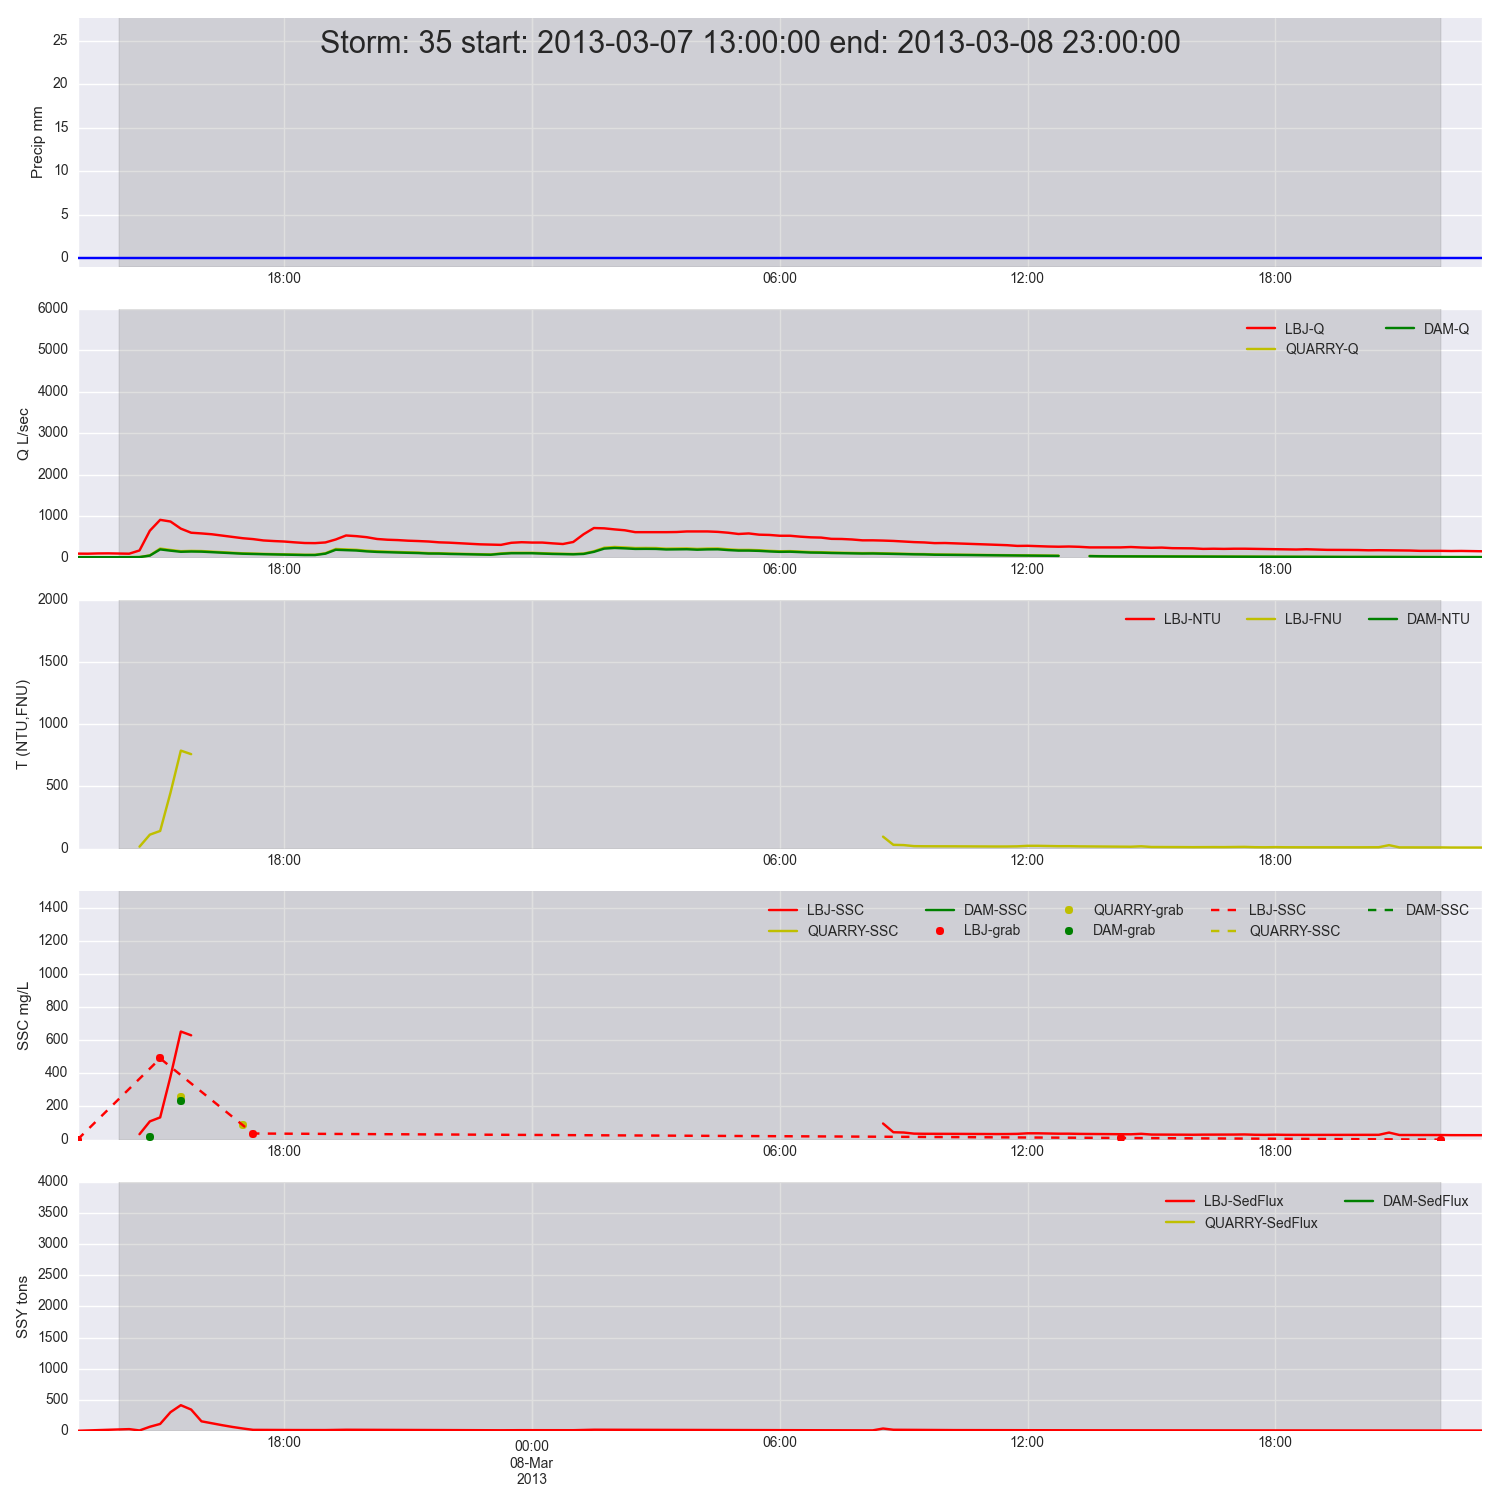 Storm: 35 start: 2013-03-07 13:00:00 end: 2013-03-08 23:00:00
Precip mm
25
20
15
10
5
0
18:00 06:00 12:00 18:00
Q L/sec
6000
5000
4000
3000
2000
1000
0
LBJ-Q DAM-Q
QUARRY-Q
18:00 06:00 12:00 18:00
T (NTU,FNU)
2000
1500
1000
500
0
LBJ-NTU LBJ-FNU DAM-NTU
18:00 06:00 12:00 18:00
SSC mg/L
1400
1200
1000
800
600
400
200
0
LBJ-SSC DAM-SSC QUARRY-grab LBJ-SSC DAM-SSC
QUARRY-SSC LBJ-grab DAM-grab QUARRY-SSC
18:00 06:00 12:00 18:00
SSY tons
4000
3500
3000
2500
2000
1500
1000
500
0
LBJ-SedFlux DAM-SedFlux
QUARRY-SedFlux
18:00 00:00 06:00 12:00 18:00
08-Mar
2013